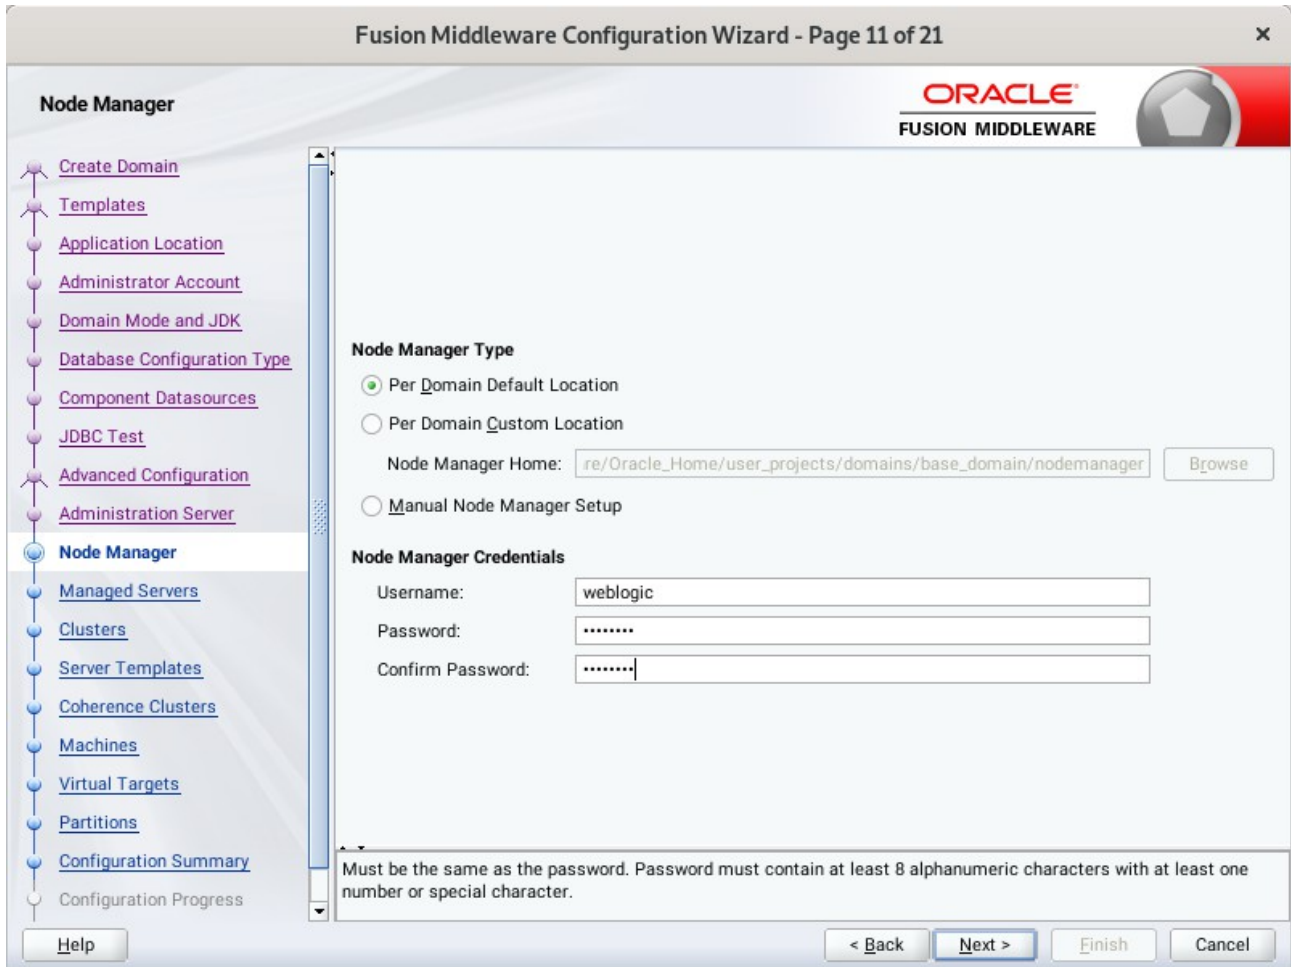 Fusion Middleware Configuration Wizard - Page 11 of 21
Node Manager
ORACLE
FUSION MIDDLEWARE
Create Domain
Templates
Application Location
Administrator Account
Domain Mode and JDK
Database Configuration Type
Component Datasources
JDBC Test
Advanced Configuration
Administration Server
Node Manager
Managed Servers
Clusters
Server Templates
Coherence Clusters
Machines
Virtual Targets
Partitions
Configuration Summary
Configuration Progress
Node Manager Type
Per Domain Default Location
Per Domain Custom Location
Node Manager Home: re/Oracle_Home/user_projects/domains/base_domain/nodemanager Browse
Manual Node Manager Setup
Node Manager Credentials
Username: weblogic
Password: ••••••••
Confirm Password: ••••••••
Must be the same as the password. Password must contain at least 8 alphanumeric characters with at least one
number or special character.
Help < Back Next > Finish Cancel